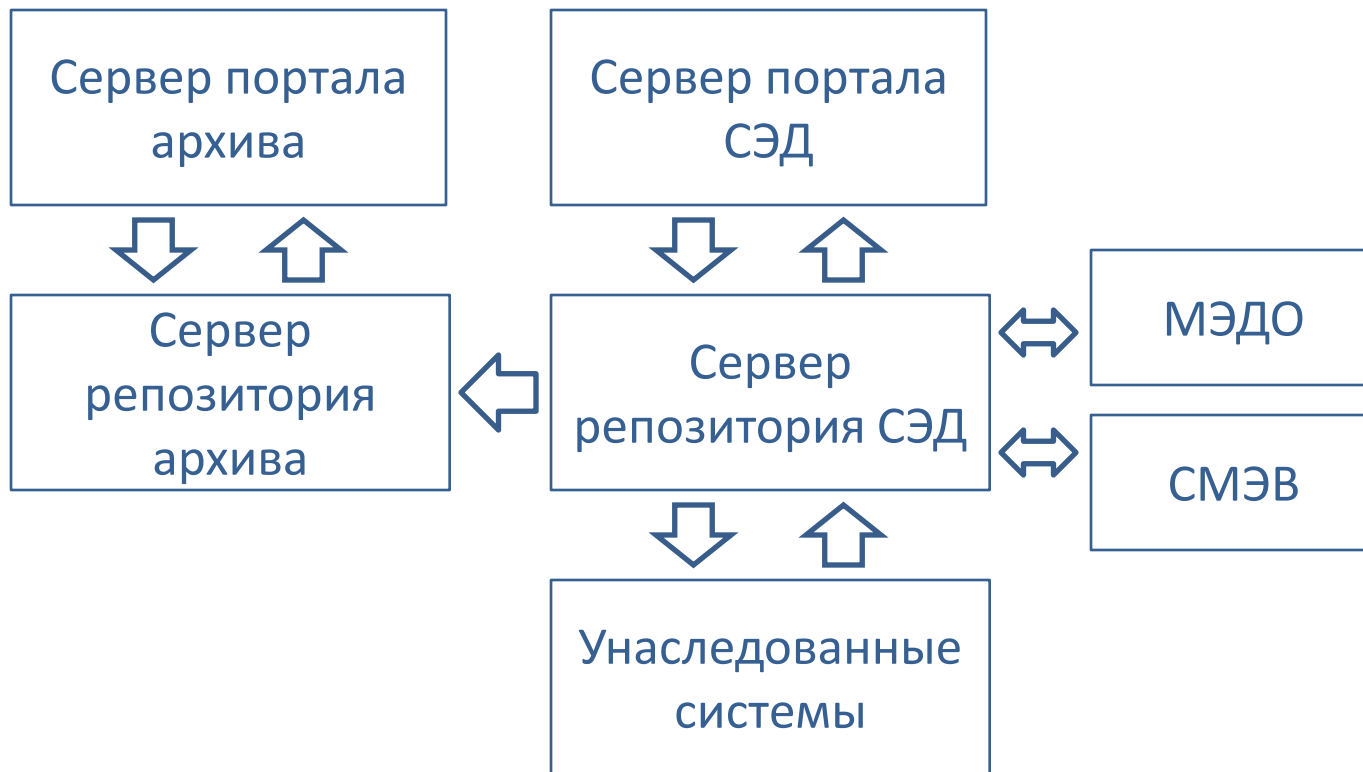 Сервер портала
архива
Сервер портала
СЭД
Сервер
репозитория
архива
Сервер
репозитория СЭД
МЭДО
СМЭВ
Унаследованные
системы